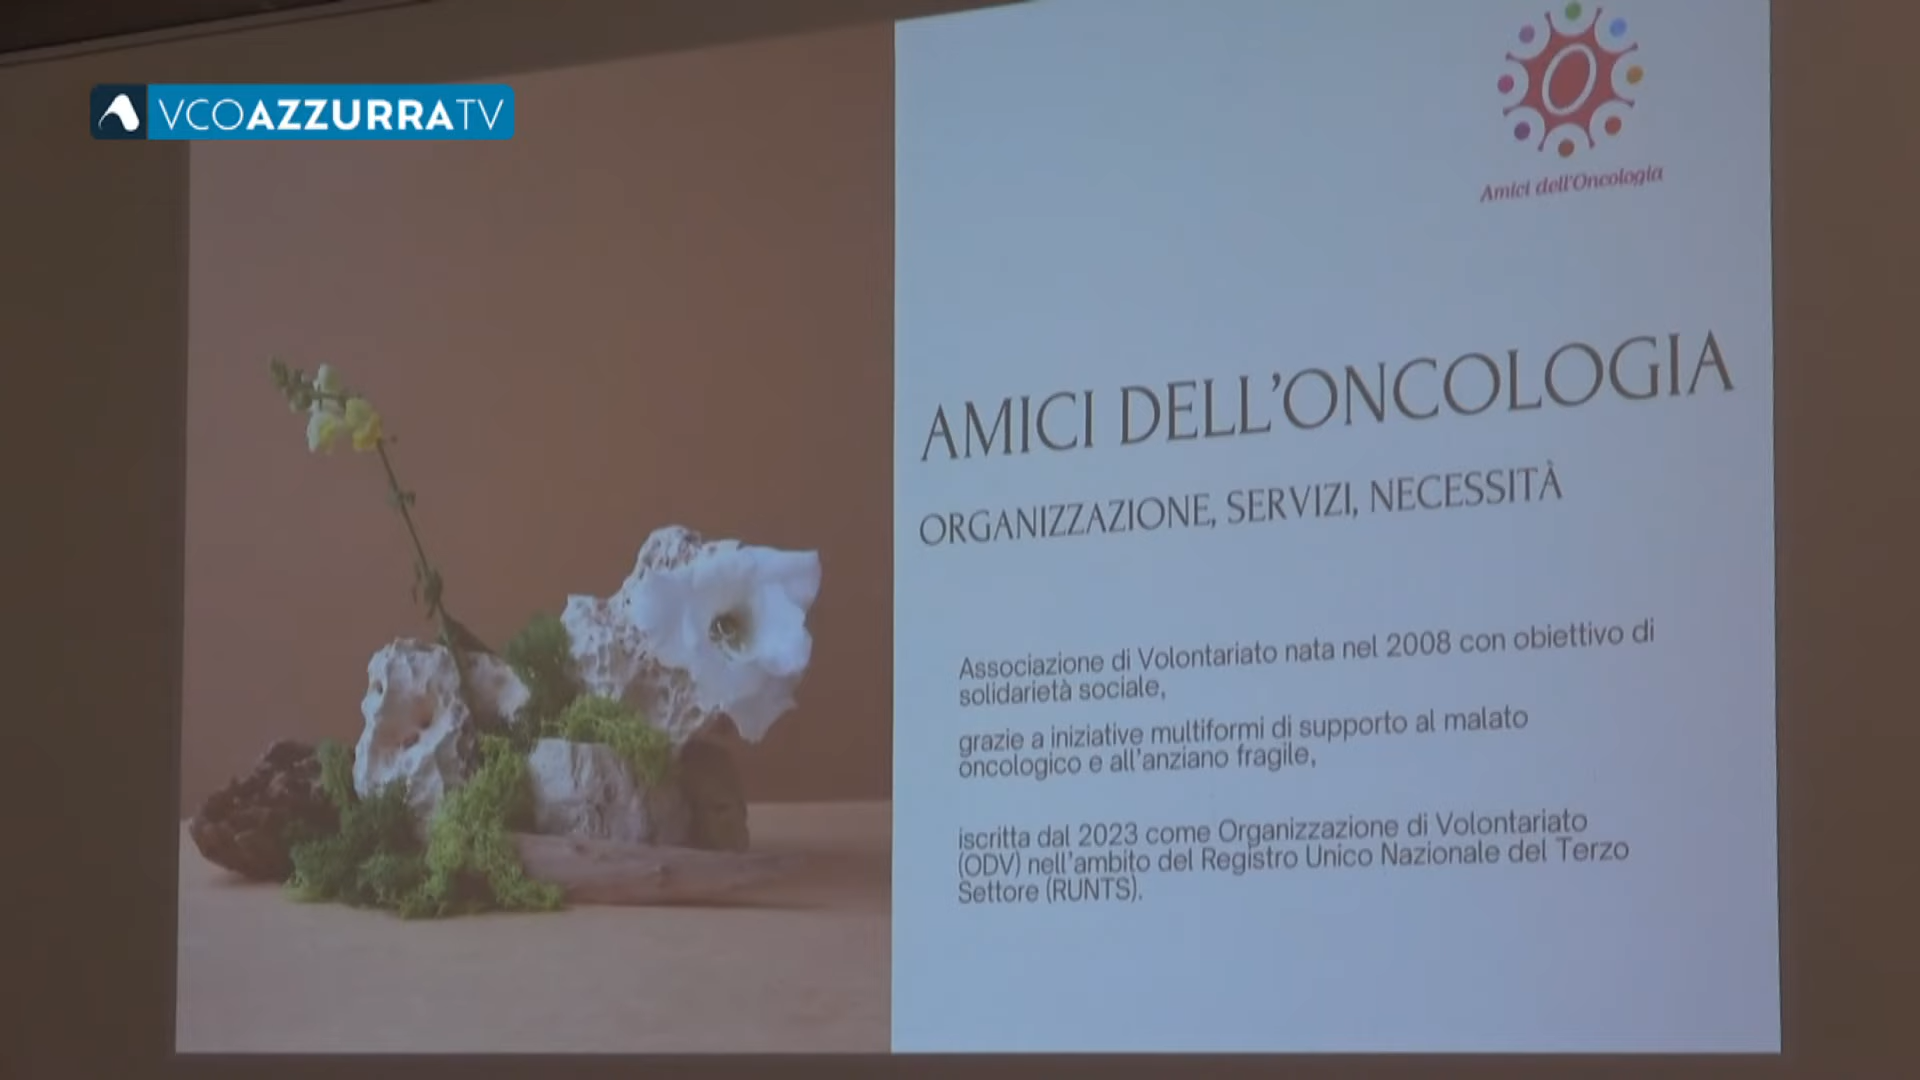 VCOAZZURRATV
Amici dell'Oncologia
AMICI DELL'ONCOLOGIA
ORGANIZZAZIONE, SERVIZI, NECESSITÀ
Associazione di Volontariato nata nel 2008 con obiettivo di
solidarietà sociale,
grazie a iniziative multiformi di supporto al malato
oncologico e all'anziano fragile,
iscritta dal 2023 come Organizzazione di Volontariato
(ODV) nell'ambito del Registro Unico Nazionale del Terzo
Settore (RUNTS).